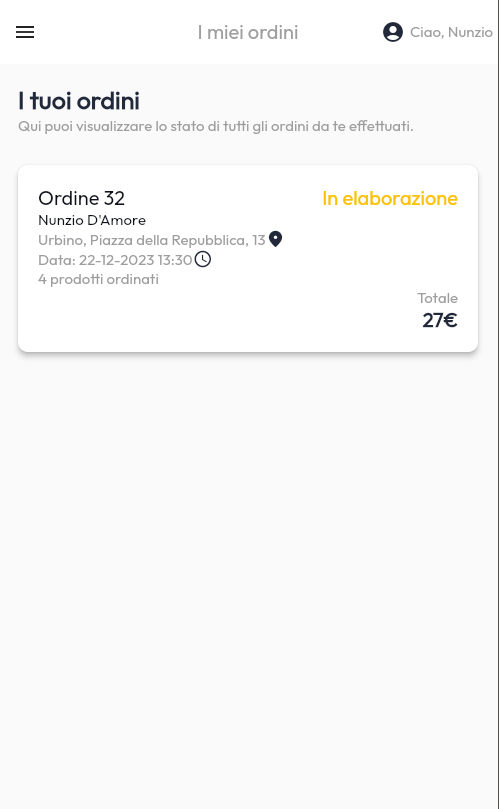 I miei ordini
Ciao, Nunzio
I tuoi ordini
Qui puoi visualizzare lo stato di tutti gli ordini da te effettuati.
Ordine 32
In elaborazione
Nunzio D'Amore
Urbino, Piazza della Repubblica, 13
Data: 22-12-2023 13:30
4 prodotti ordinati
Totale
27€